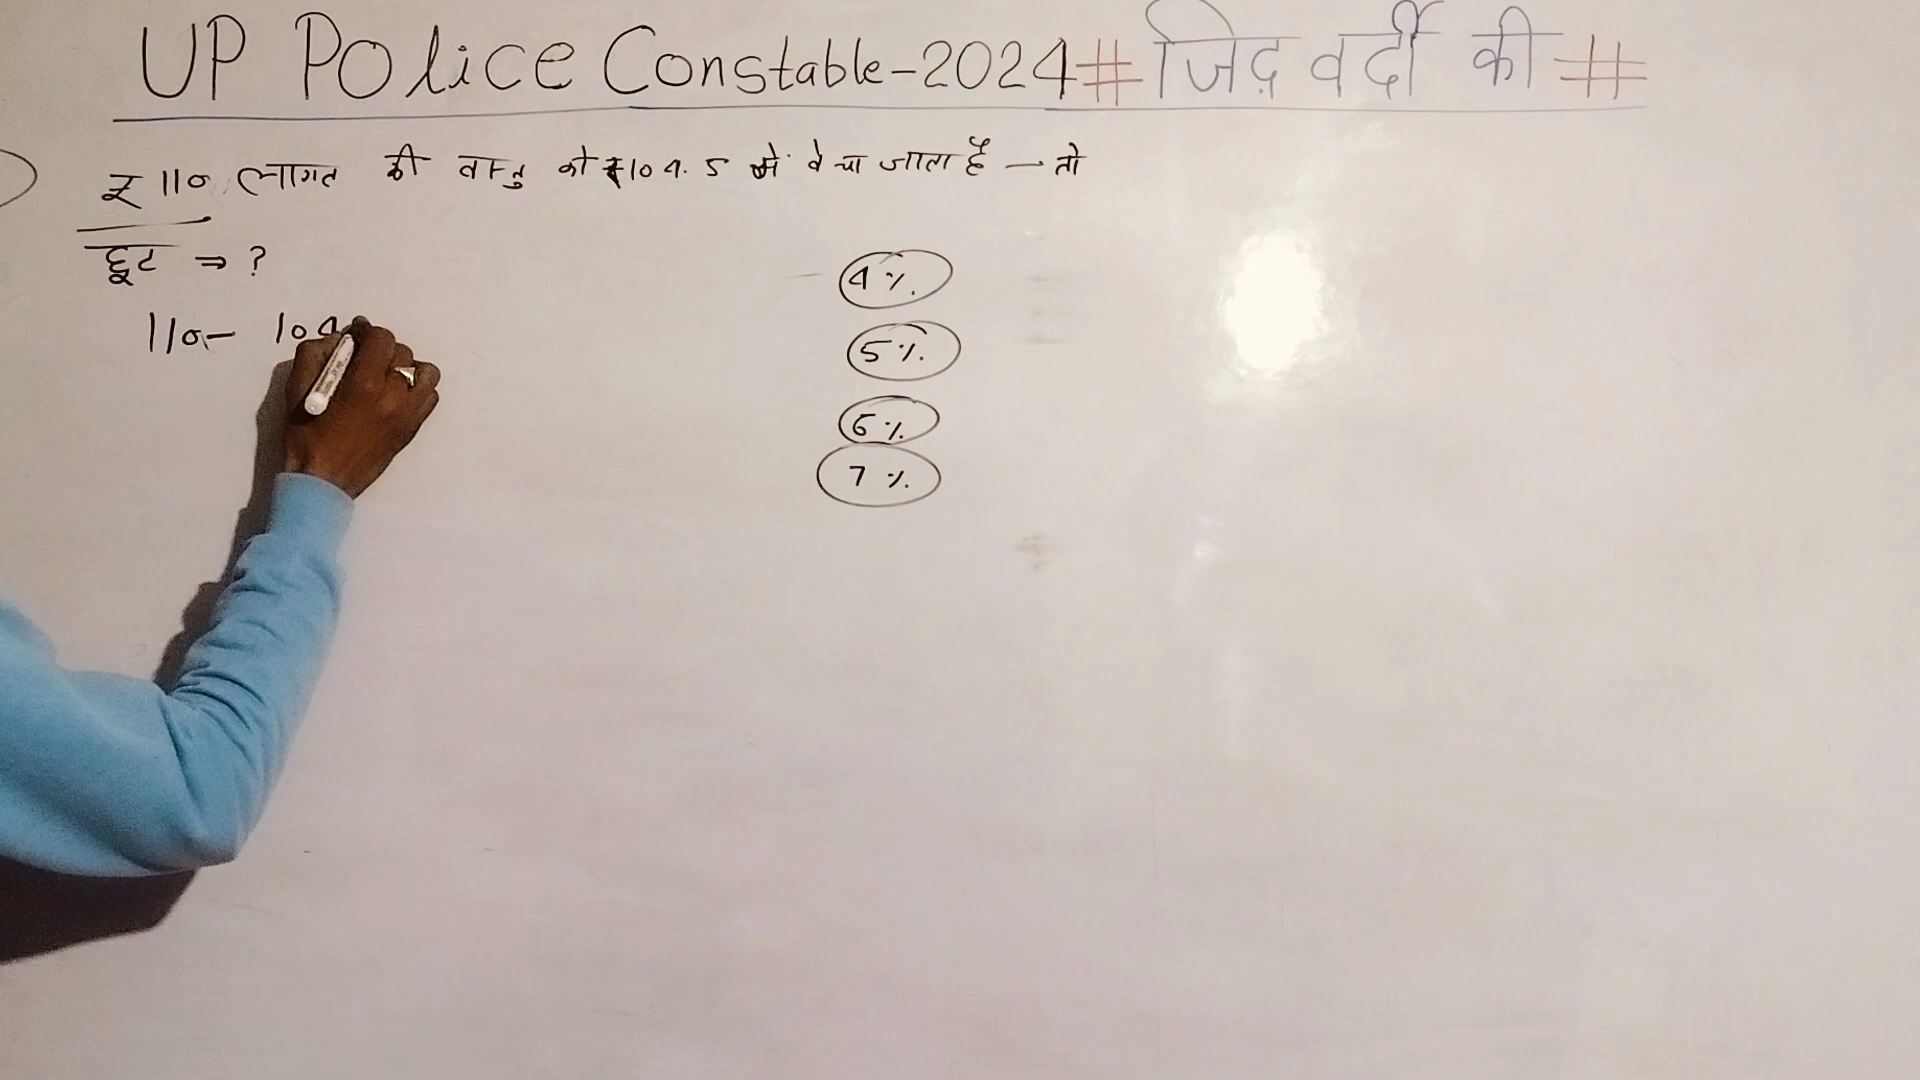 UP Police Constable-2024 # जिद़ वर्दी की #
₹ 110 लागत की वस्तु को ₹104.5 में बेचा जाता है — तो
छूट ⇒ ?
110 - 104
4%.
5%.
6%.
7%.